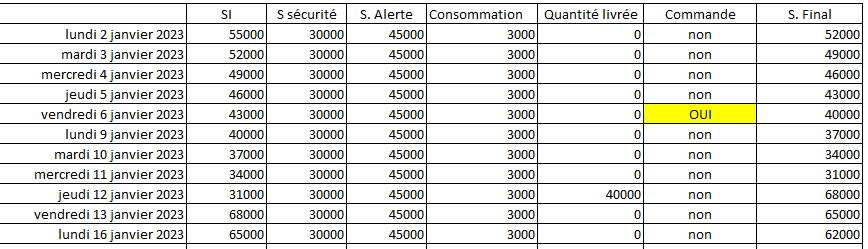 SI S sécurité S. Alerte Consommation Quantité livrée Commande S. Final
lundi 2 janvier 2023 55000 30000 45000 3000 0 non 52000
mardi 3 janvier 2023 52000 30000 45000 3000 0 non 49000
mercredi 4 janvier 2023 49000 30000 45000 3000 0 non 46000
jeudi 5 janvier 2023 46000 30000 45000 3000 0 non 43000
vendredi 6 janvier 2023 43000 30000 45000 3000 0 OUI 40000
lundi 9 janvier 2023 40000 30000 45000 3000 0 non 37000
mardi 10 janvier 2023 37000 30000 45000 3000 0 non 34000
mercredi 11 janvier 2023 34000 30000 45000 3000 0 non 31000
jeudi 12 janvier 2023 31000 30000 45000 3000 40000 non 68000
vendredi 13 janvier 2023 68000 30000 45000 3000 0 non 65000
lundi 16 janvier 2023 65000 30000 45000 3000 0 non 62000